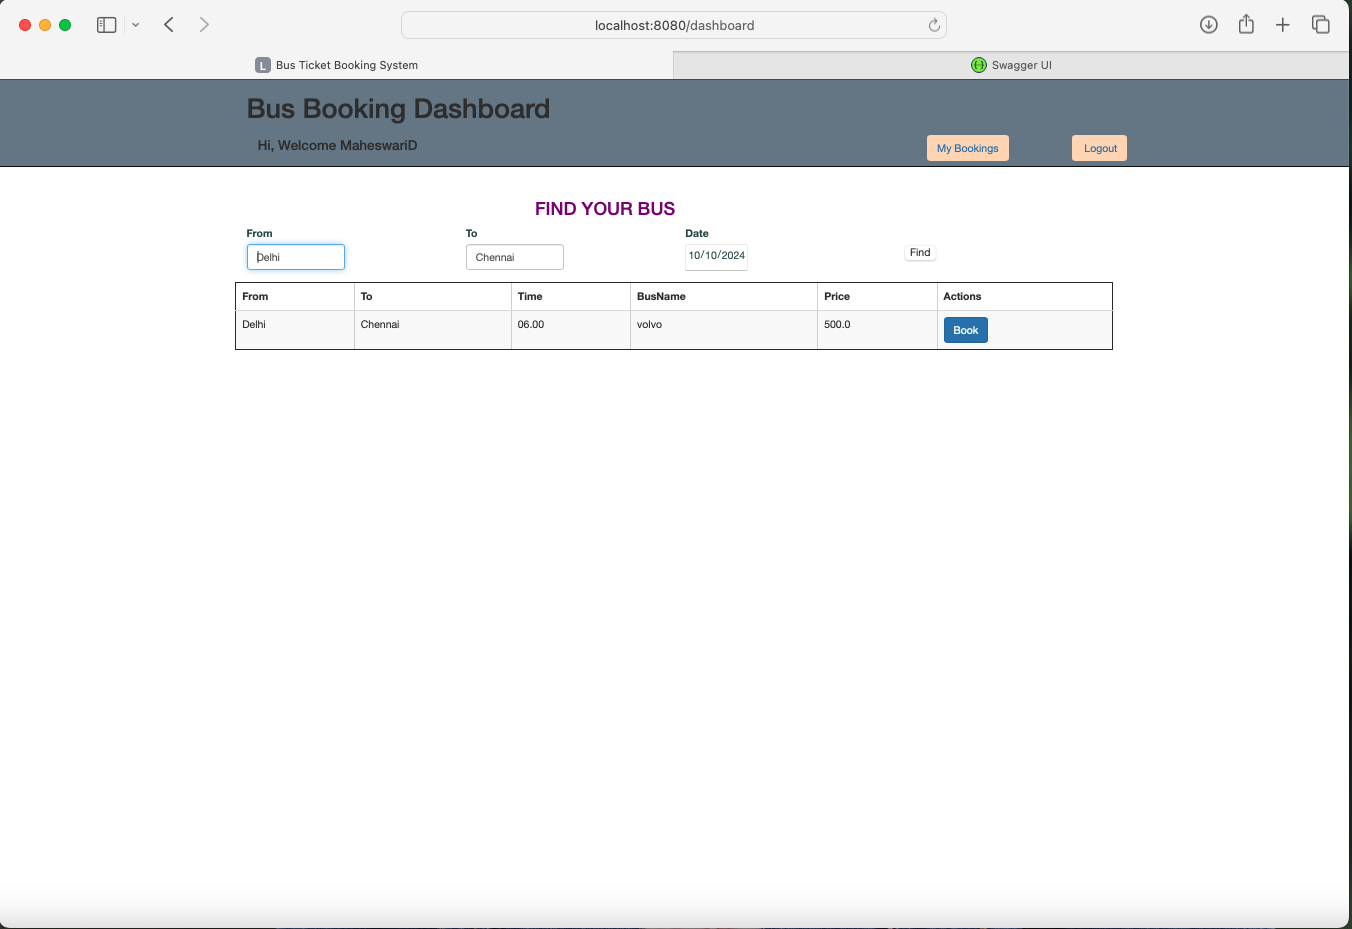 localhost:8080/dashboard
L Bus Ticket Booking System
Swagger UI
Bus Booking Dashboard
Hi, Welcome MaheswariD
My Bookings
Logout
FIND YOUR BUS
From To Date
Delhi Chennai 10/10/2024 Find
From To Time BusName Price Actions
Delhi Chennai 06.00 volvo 500.0 Book